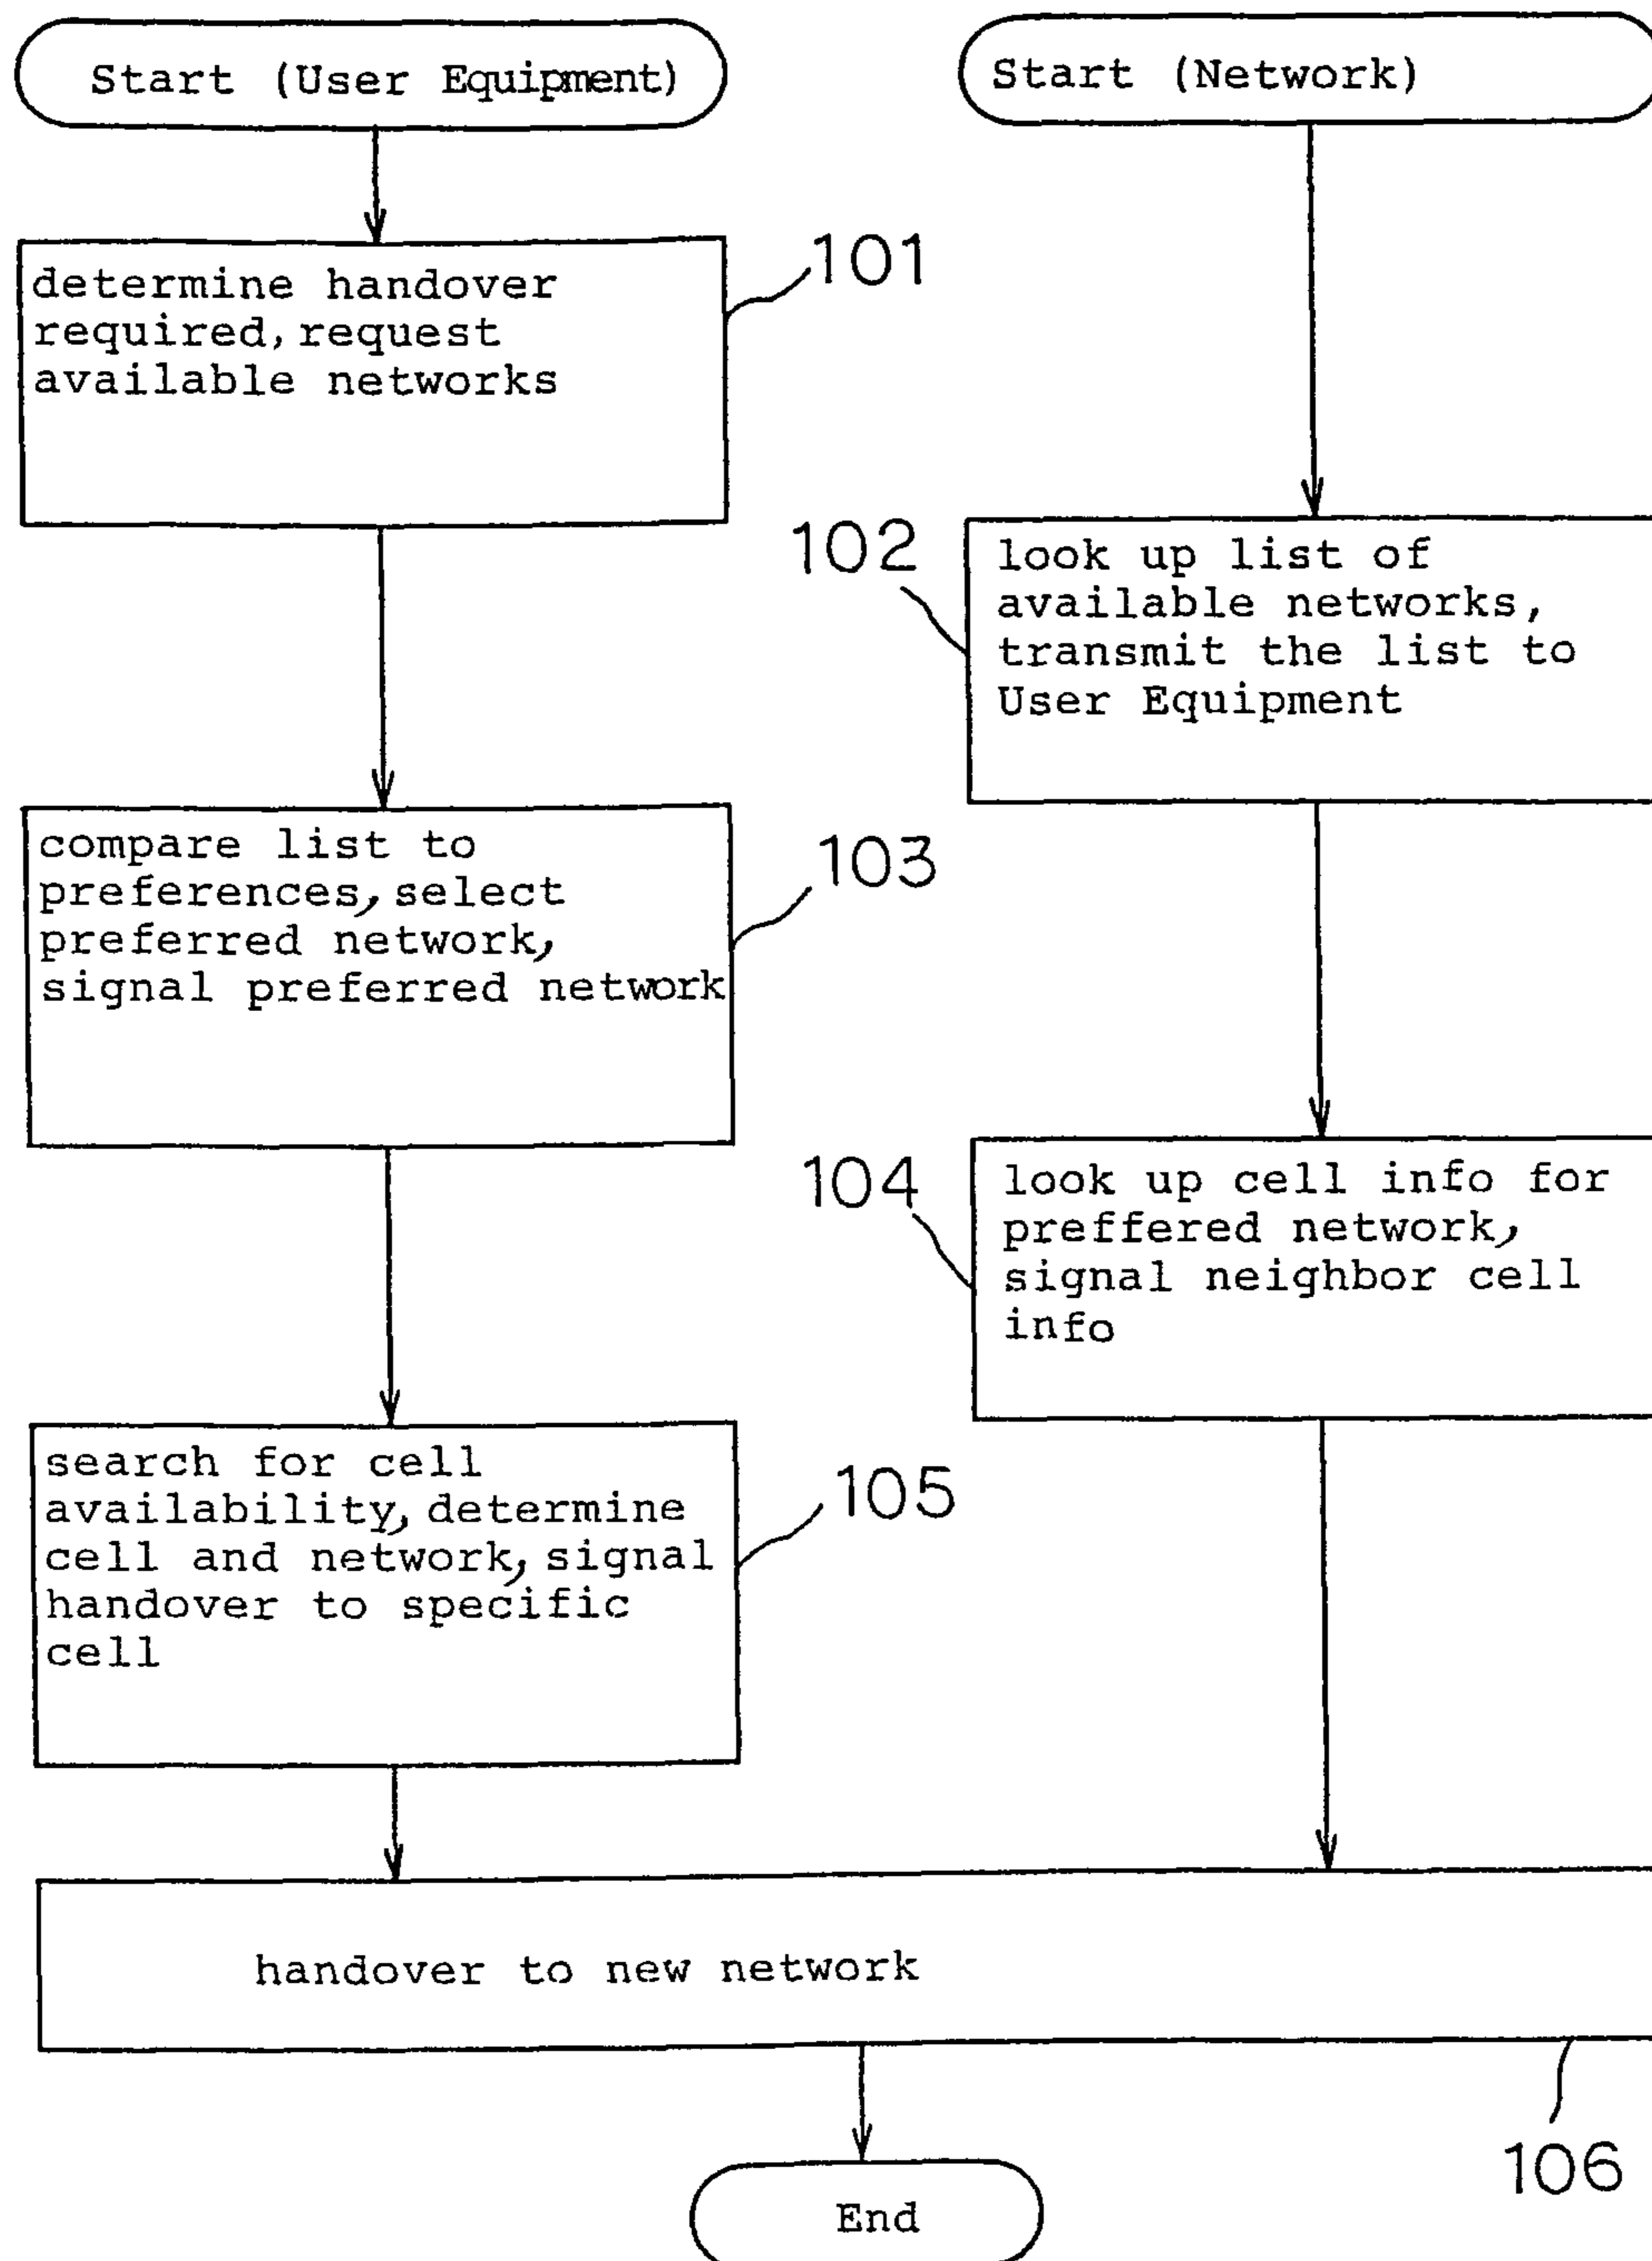 Start (User Equipment)
Start (Network)
determine handover
required, request
available networks
101
102
look up list of
available networks,
transmit the list to
User Equipment
compare list to
preferences, select
preferred network,
signal preferred network
103
104
look up cell info for
preffered network,
signal neighbor cell
info
search for cell
availability, determine
cell and network, signal
handover to specific
cell
105
handover to new network
106
End